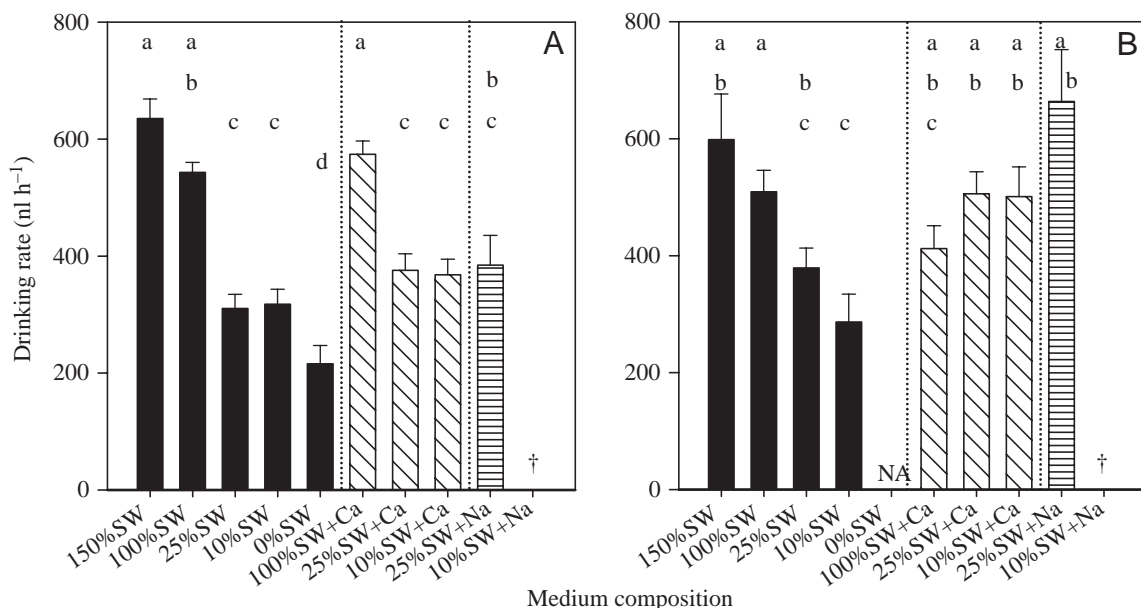 800
600
400
200
0
Drinking rate (nl h–1)
A
a
a
b
c
c
d
a
c
c
b
c
†
150%SW
100%SW
25%SW
10%SW
0%SW
100%SW+Ca
25%SW+Ca
10%SW+Ca
25%SW+Na
10%SW+Na
800
600
400
200
0
B
a
b
a
b
c
c
NA
a
b
c
a
b
a
b
a
b
†
150%SW
100%SW
25%SW
10%SW
0%SW
100%SW+Ca
25%SW+Ca
10%SW+Ca
25%SW+Na
10%SW+Na
Medium composition